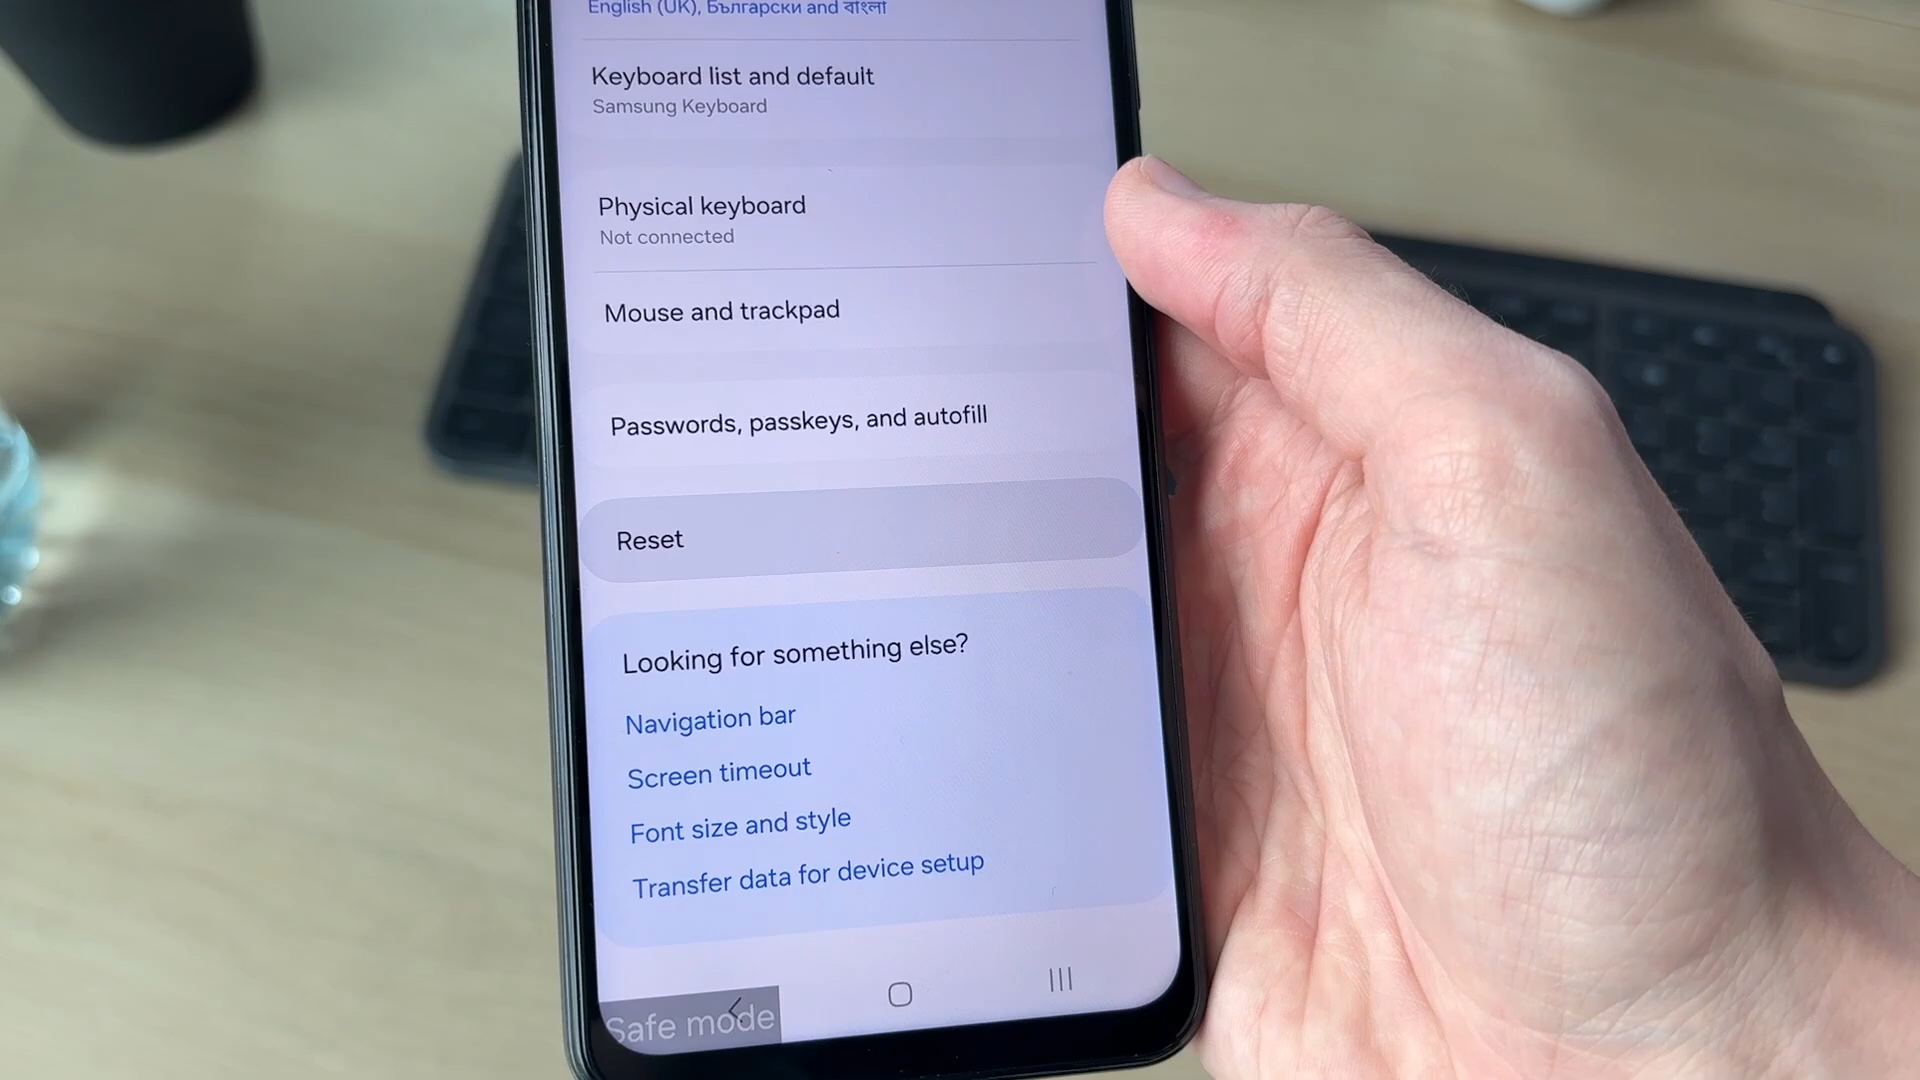 English (UK), Български and বাংলা
Keyboard list and default
Samsung Keyboard
Physical keyboard
Not connected
Mouse and trackpad
Passwords, passkeys, and autofill
Reset
Looking for something else?
Navigation bar
Screen timeout
Font size and style
Transfer data for device setup
Safe mode